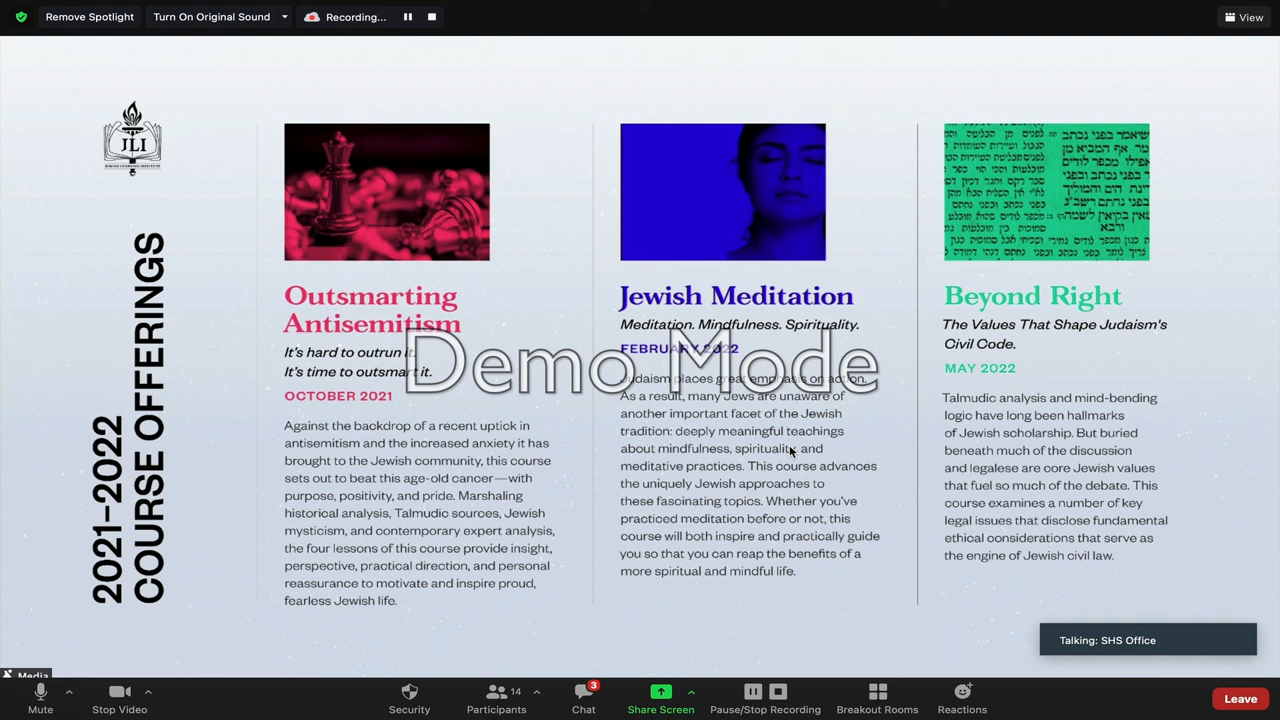 Remove Spotlight
Turn On Original Sound
Recording...
View
JLI
JEWISH LEARNING INSTITUTE
2021–2022
COURSE OFFERINGS
Outsmarting
Antisemitism
It's hard to outrun it.
It's time to outsmart it.
OCTOBER 2021
Against the backdrop of a recent uptick in
antisemitism and the increased anxiety it has
brought to the Jewish community, this course
sets out to beat this age-old cancer—with
purpose, positivity, and pride. Marshaling
historical analysis, Talmudic sources, Jewish
mysticism, and contemporary expert analysis,
the four lessons of this course provide insight,
perspective, practical direction, and personal
reassurance to motivate and inspire proud,
fearless Jewish life.
Jewish Meditation
Meditation. Mindfulness. Spirituality.
FEBRUARY 2022
Judaism places great emphasis on action.
As a result, many Jews are unaware of
another important facet of the Jewish
tradition: deeply meaningful teachings
about mindfulness, spirituality, and
meditative practices. This course advances
the uniquely Jewish approaches to
these fascinating topics. Whether you've
practiced meditation before or not, this
course will both inspire and practically guide
you so that you can reap the benefits of a
more spiritual and mindful life.
Beyond Right
The Values That Shape Judaism's
Civil Code.
MAY 2022
Talmudic analysis and mind-bending
logic have long been hallmarks
of Jewish scholarship. But buried
beneath much of the discussion
and legalese are core Jewish values
that fuel so much of the debate. This
course examines a number of key
legal issues that disclose fundamental
ethical considerations that serve as
the engine of Jewish civil law.
Demo Mode
Talking: SHS Office
Media
Mute
Stop Video
Security
14
Participants
3
Chat
Share Screen
Pause/Stop Recording
Breakout Rooms
Reactions
Leave